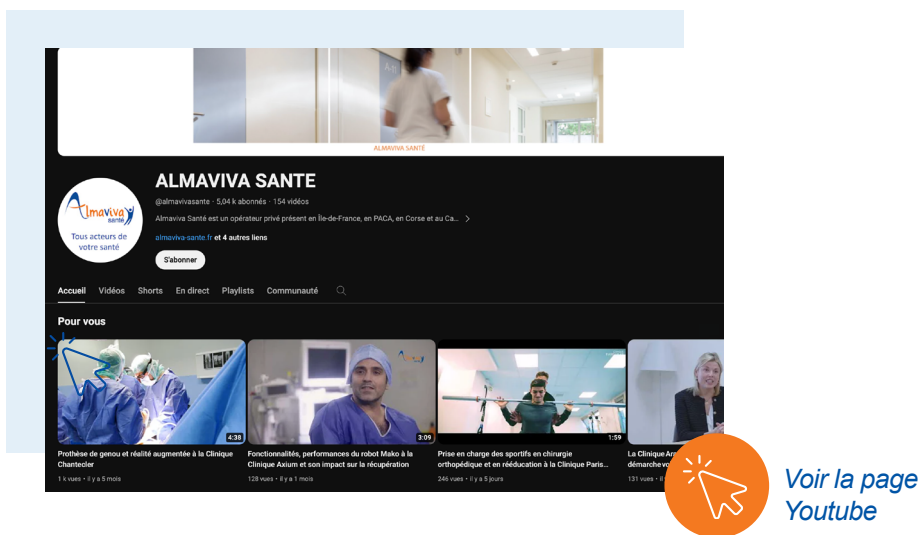 A-11
ALMAVIVA SANTÉ
ALMAVIVA SANTE
@almavivasante · 5,04 k abonnés · 154 vidéos
Almaviva Santé est un opérateur privé présent en Île-de-France, en PACA, en Corse et au Ca...
Almaviva
santé
Tous acteurs de
votre santé
almaviva-sante.fr et 4 autres liens
S'abonner
Accueil Vidéos Shorts En direct Playlists Communauté
Pour vous
4:38
3:09
1:59
Prothèse de genou et réalité augmentée à la Clinique
Chantecler
1 k vues • il y a 5 mois
Fonctionnalités, performances du robot Mako à la
Clinique Axium et son impact sur la récupération
128 vues • il y a 1 mois
Prise en charge des sportifs en chirurgie
orthopédique et en rééducation à la Clinique Paris...
246 vues • il y a 5 jours
La Clinique
démarche
131 vues • il
Voir la page
Youtube